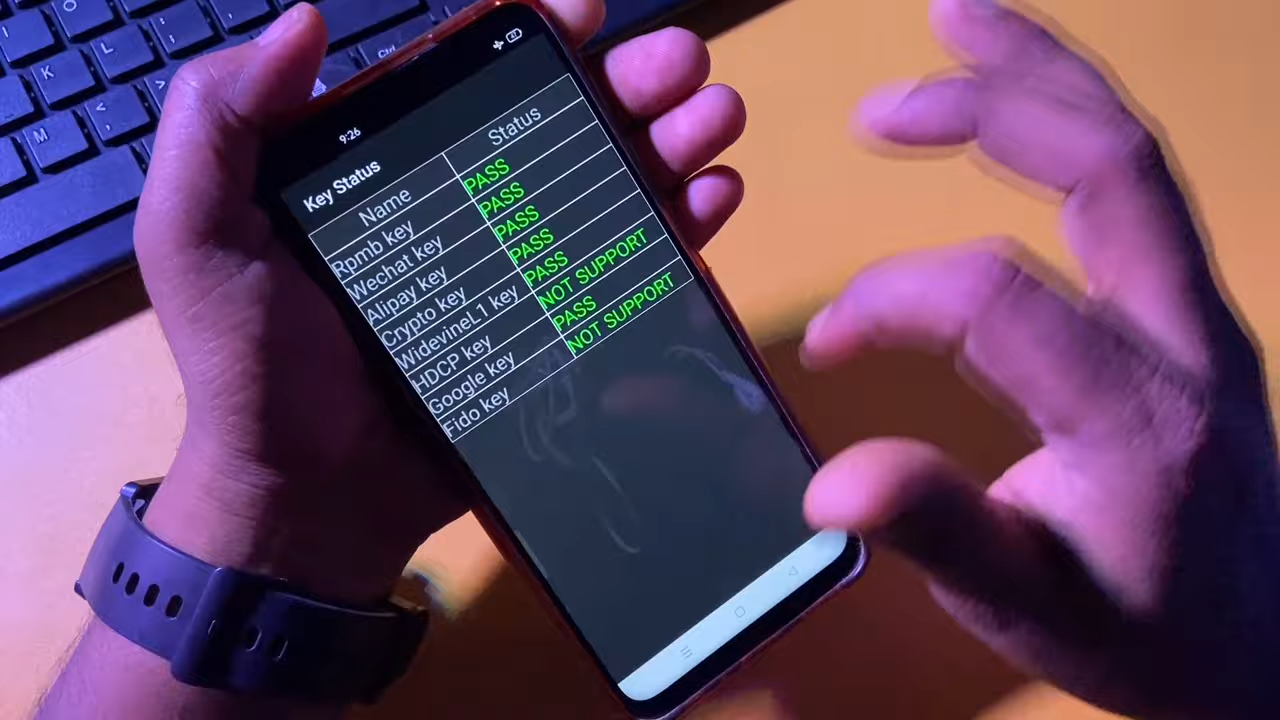 9:26
Key Status
Name Status
Rpmb key PASS
Wechat key PASS
Alipay key PASS
Crypto key PASS
WidevineL1 key PASS
HDCP key NOT SUPPORT
Google key PASS
Fido key NOT SUPPORT
I
O
K
L
M
Ctrl